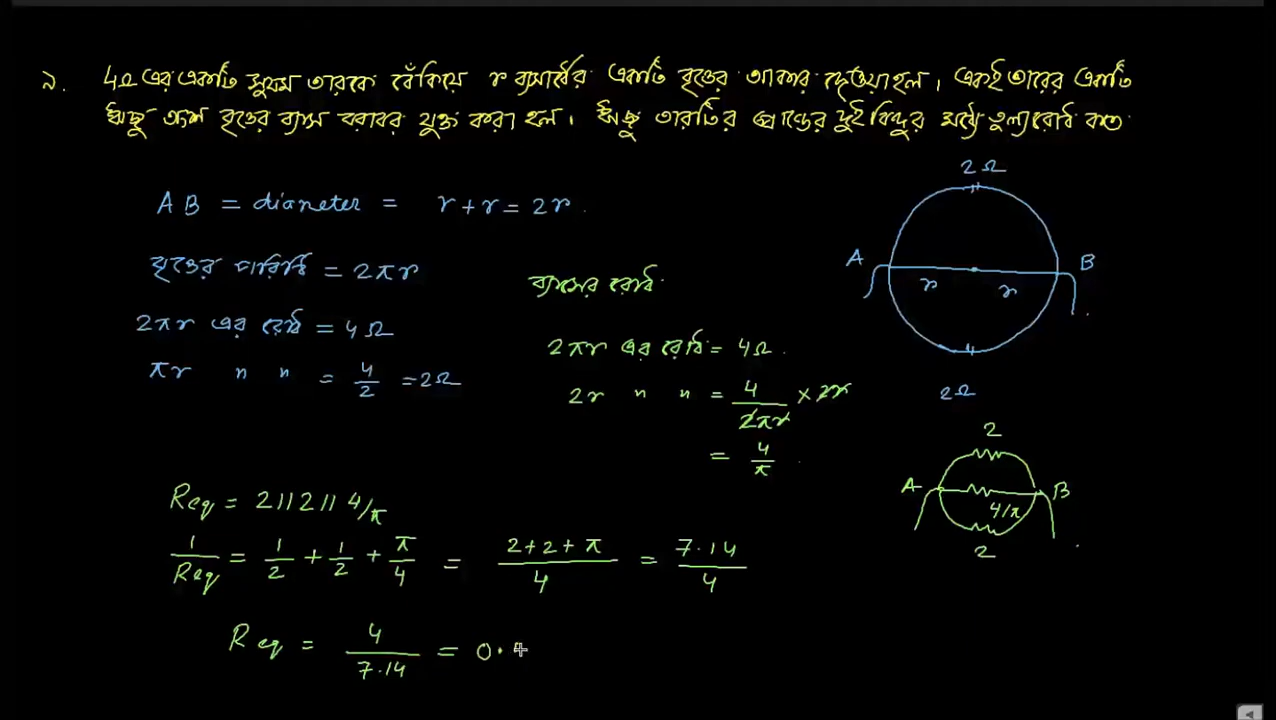 ২. 4Ω এর একটি সুষম তারকে বেঁকিয়ে r ব্যাসার্ধের একটি বৃত্তের আকার দেওয়া হল। একই তারের একটি
ঋজু অংশ বৃত্তের ব্যাস বরাবর যুক্ত করা হল। ঋজু তারটির প্রান্তের দুই বিন্দুর মধ্যে তুল্যরোধ কত
2Ω
AB = diameter = r + r = 2r
A B
r r
বৃত্তের পরিধি = 2πr
ব্যাসের রোধ
2πr এর রোধ = 4Ω
2πr এর রোধ = 4Ω
πr " " = 4/2 = 2Ω
2r " " = 4/2πr × 2r
2Ω
= 4/π
2
A B
4/π
2
Req = 2 || 2 || 4/π
1/Req = 1/2 + 1/2 + π/4 = 2+2+π/4 = 7.14/4
Req = 4/7.14 = 0.